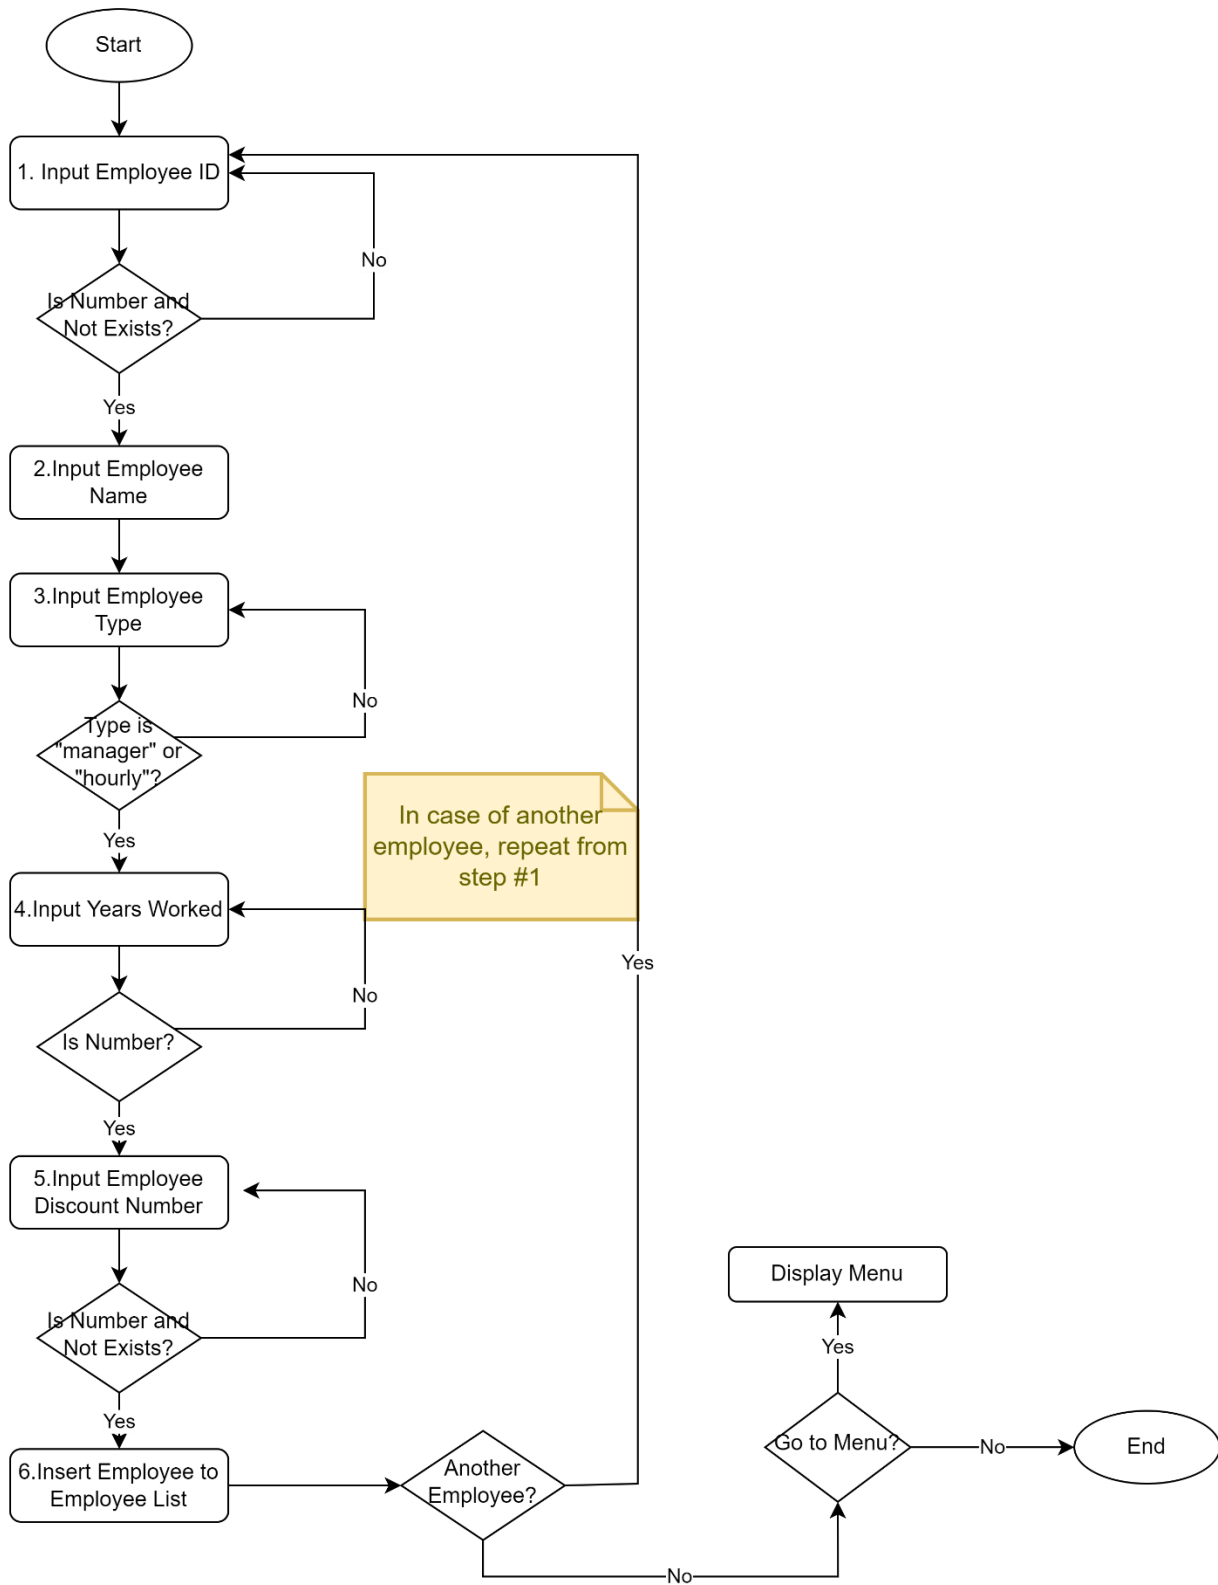 Start
1. Input Employee ID
No
Is Number and
Not Exists?
Yes
2.Input Employee
Name
3.Input Employee
Type
No
Type is
"manager" or
"hourly"?
In case of another
employee, repeat from
step #1
Yes
4.Input Years Worked
Yes
No
Is Number?
Yes
5.Input Employee
Discount Number
No
Display Menu
Is Number and
Not Exists?
Yes
Yes
Go to Menu?
No
End
6.Insert Employee to
Employee List
Another
Employee?
No